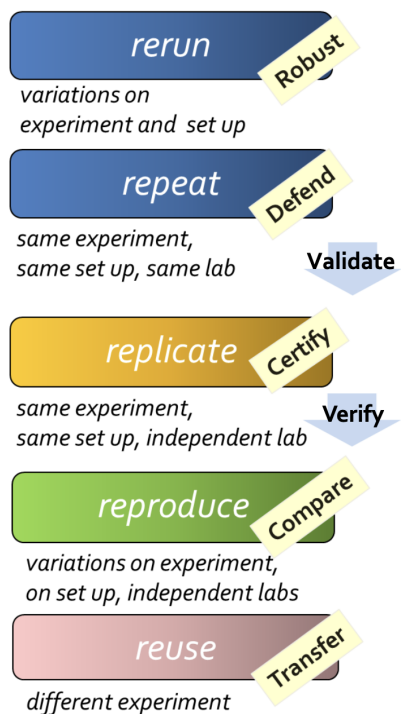 rerun
Robust
variations on
experiment and set up
repeat
Defend
same experiment,
same set up, same lab
Validate
replicate
Certify
same experiment,
same set up, independent lab
Verify
reproduce
Compare
variations on experiment,
on set up, independent labs
reuse
Transfer
different experiment